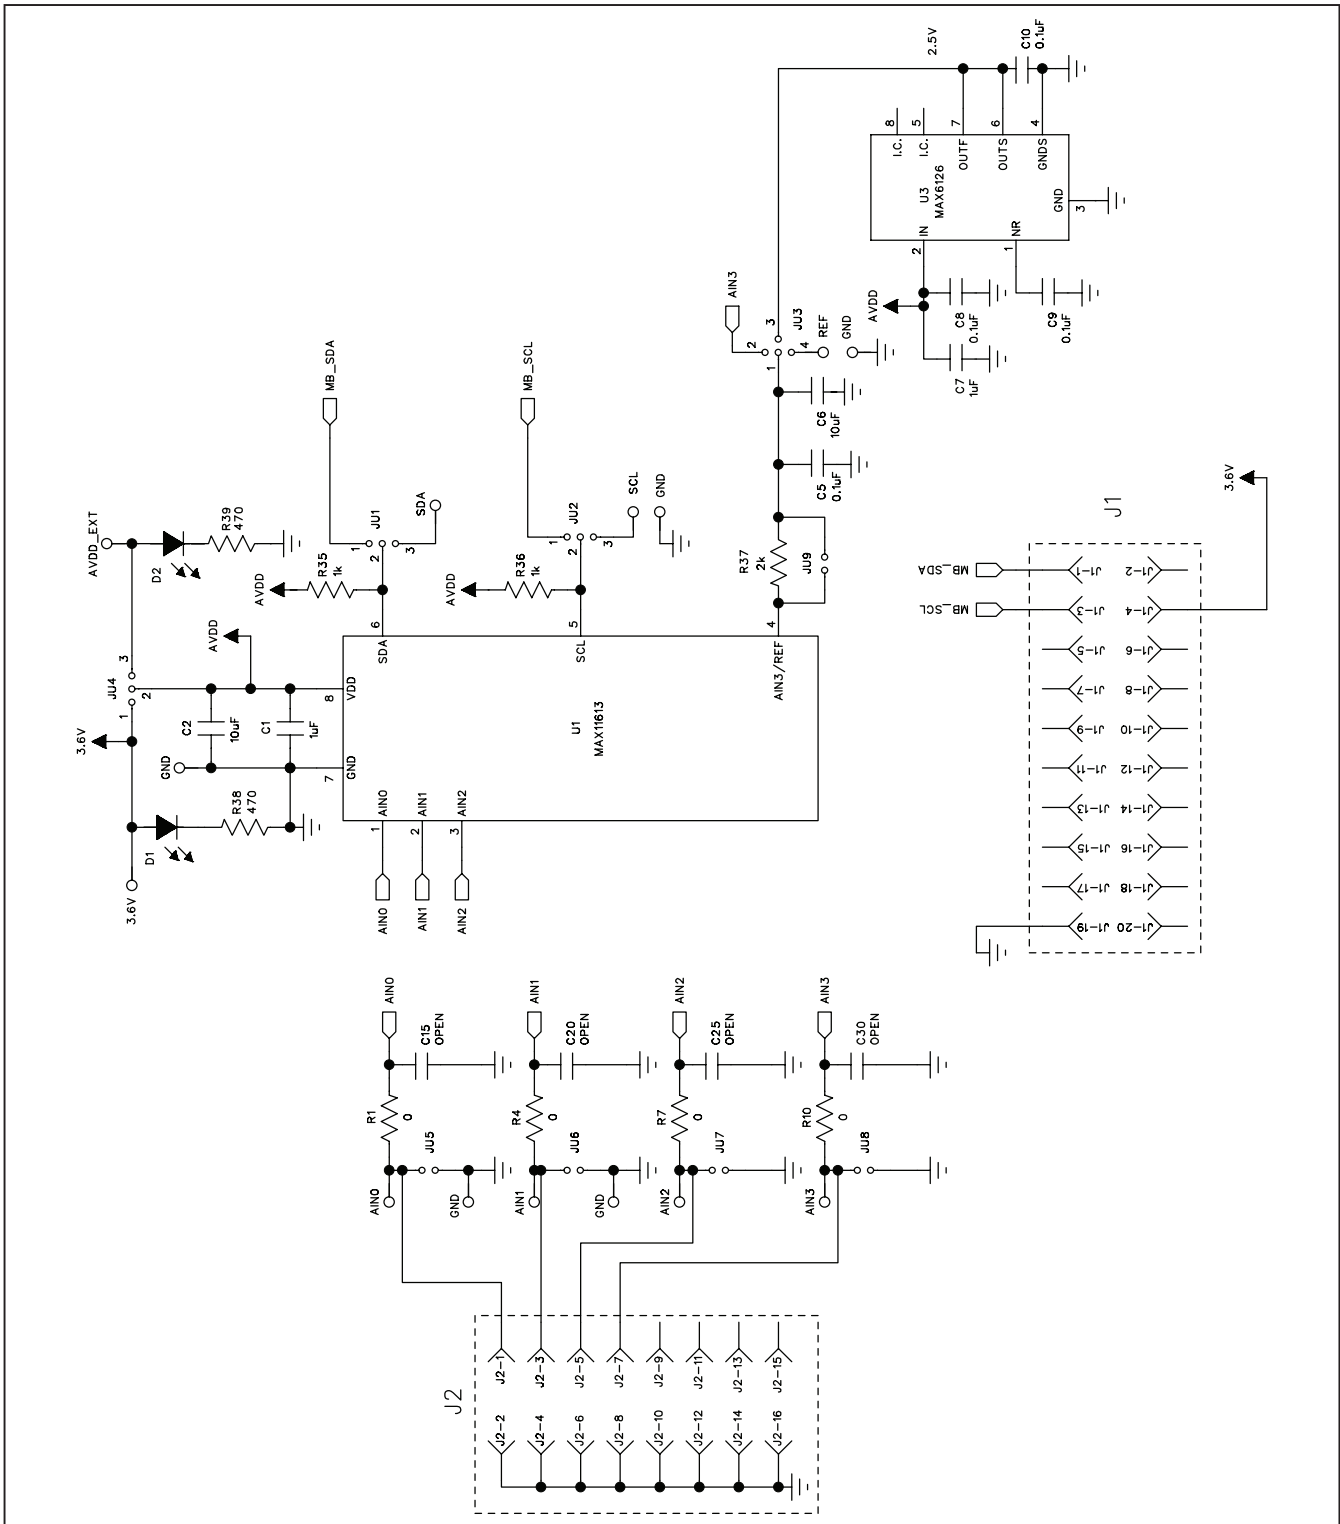 2.5V
C10
0.1uF
8
5
7
6
4
I.C.
I.C.
OUTF
OUTS
GNDS
U3
MAX6126
GND
3
IN
NR
2
1
AVDD
C8
0.1uF
C9
0.1uF
C7
1uF
AIN3
2
3
JU3
1
4
REF
GND
C6
10uF
C5
0.1uF
R37
2k
JU9
4
AIN3/REF
MB_SDA
1
JU1
2
3
SDA
AVDD
R35
1k
6
SDA
MB_SCL
1
JU2
2
3
SCL
GND
AVDD
R36
1k
5
SCL
AVDD_EXT
D2
R39
470
AVDD
3
JU4
2
1
3.6V
C2
10uF
C1
1uF
GND
8
VDD
7
GND
U1
MAX11613
R38
470
D1
3.6V
AIN0
AIN1
AIN2
1
2
3
AIN0
AIN1
AIN2
3.6V
J1
MB_SDA
MB_SCL
J1-1
J1-2
J1-3
J1-4
J1-5
J1-6
J1-7
J1-8
J1-9
J1-10
J1-11
J1-12
J1-13
J1-14
J1-15
J1-16
J1-17
J1-18
J1-19
J1-20
AIN0
C15
OPEN
R1
0
JU5
AIN0
GND
AIN1
C20
OPEN
R4
0
JU6
AIN1
GND
AIN2
C25
OPEN
R7
0
JU7
AIN2
AIN3
C30
OPEN
R10
0
JU8
AIN3
J2
J2-1
J2-3
J2-5
J2-7
J2-9
J2-11
J2-13
J2-15
J2-2
J2-4
J2-6
J2-8
J2-10
J2-12
J2-14
J2-16